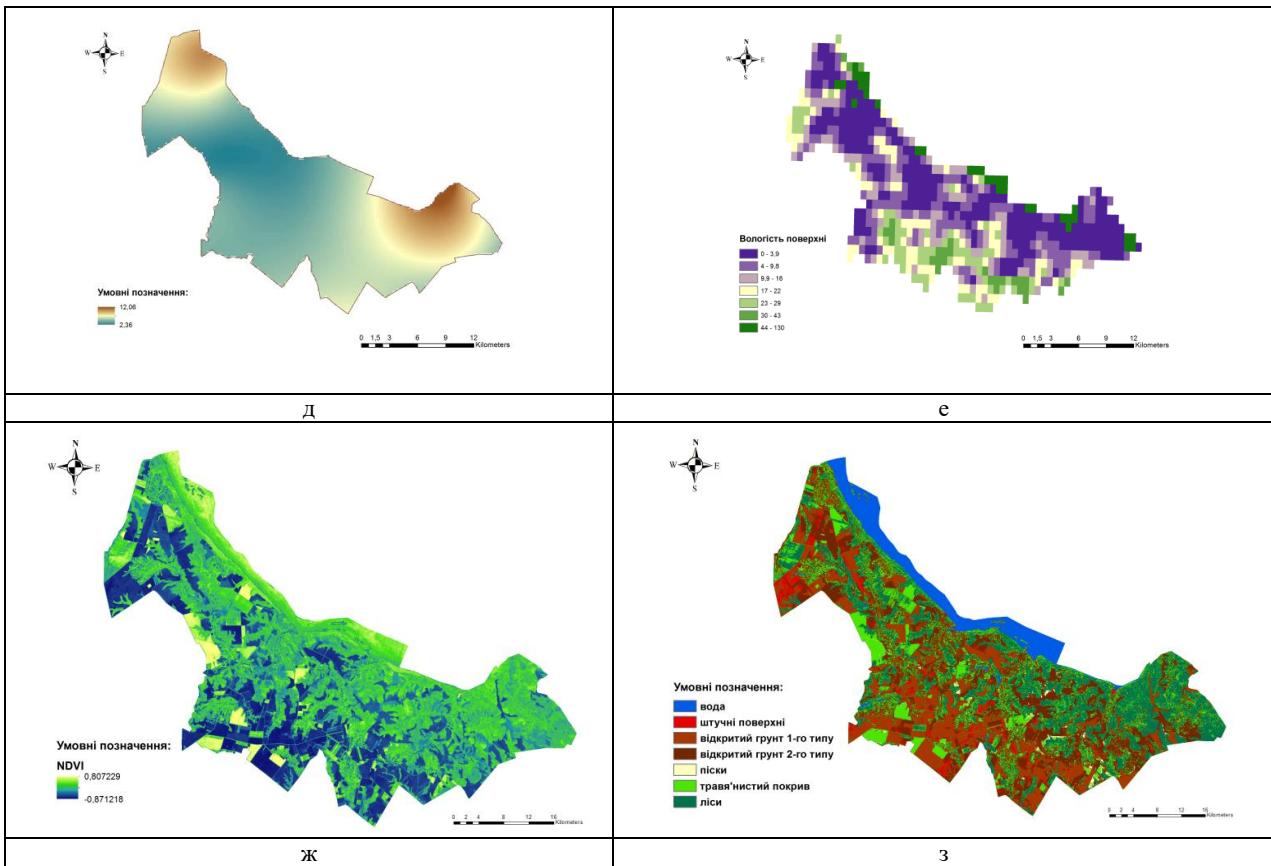 N
W E
S
Умовні позначення:
12,06
2,36
0 1,5 3 6 9 12
Kilometers
N
W E
S
Вологість поверхні
0 - 3,9
4 - 9,8
9,9 - 16
17 - 22
23 - 29
30 - 43
44 - 130
0 1,5 3 6 9 12
Kilometers
д
е
N
W E
S
Умовні позначення:
NDVI
0,807229
-0,871218
0 2 4 8 12 16
Kilometers
N
W E
S
Умовні позначення:
вода
штучні поверхні
відкритий грунт 1-го типу
відкритий грунт 2-го типу
піски
травя'нистий покрив
ліси
0 2 4 8 12 16
Kilometers
ж
з